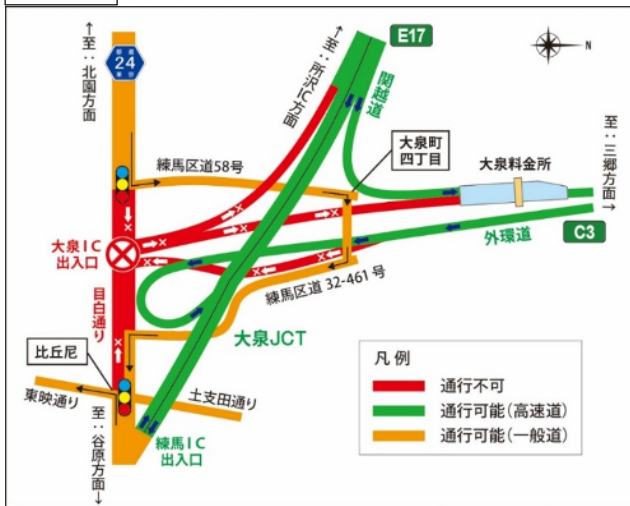 ←至：北園方面
都道
24
東京
←至：所沢IC方面
E17
N
関越道
大泉町
四丁目
大泉料金所
至：三郷方面→
練馬区道58号
大泉IC
出入口
外環道
C3
目白通り
練馬区道 32-461 号
大泉JCT
比丘尼
東映通り
土支田通り
至：谷原方面→
練馬IC
出入口
凡 例
通行不可
通行可能(高速道)
通行可能(一般道)